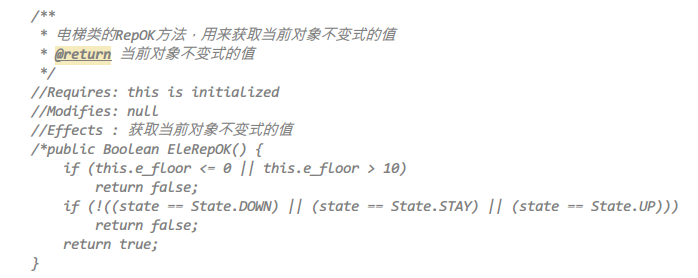 /**
 * 电梯类的RepOK方法，用来获取当前对象不变式的值
 * @return 当前对象不变式的值
 */
//Requires: this is initialized
//Modifies: null
//Effects : 获取当前对象不变式的值
/*public Boolean EleRepOK() {
    if (this.e_floor <= 0 || this.e_floor > 10)
        return false;
    if (!((state == State.DOWN) || (state == State.STAY) || (state == State.UP)))
        return false;
    return true;
}